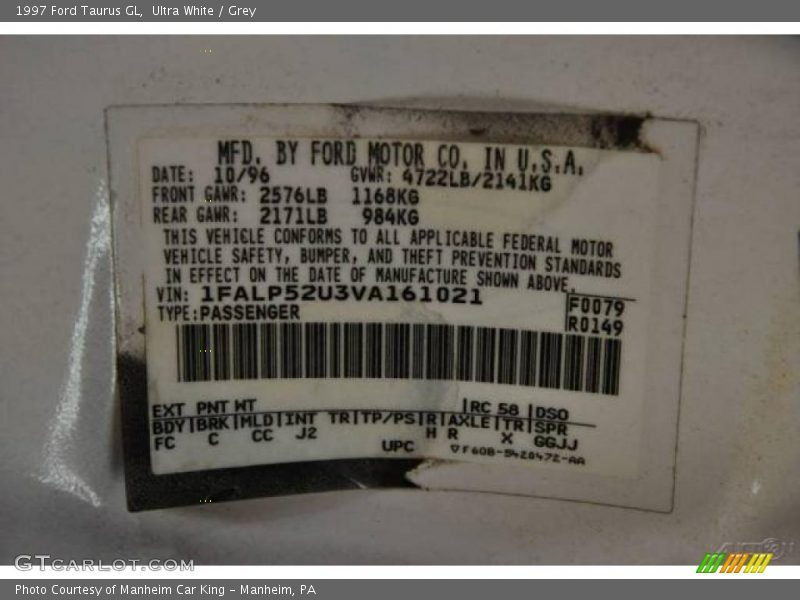 1997 Ford Taurus GL, Ultra White / Grey
MFD. BY FORD MOTOR CO. IN U.S.A.
DATE: 10/96 GVWR: 4722LB/2141KG
FRONT GAWR: 2576LB 1168KG
REAR GAWR: 2171LB 984KG
THIS VEHICLE CONFORMS TO ALL APPLICABLE FEDERAL MOTOR
VEHICLE SAFETY, BUMPER, AND THEFT PREVENTION STANDARDS
IN EFFECT ON THE DATE OF MANUFACTURE SHOWN ABOVE.
VIN: 1FALP52U3VA161021
TYPE: PASSENGER
F0079
R0149
EXT PNT WT RC 58 DSO
BDY BRK MLD INT TR TP/PS R AXLE TR SPR
FC C CC J2 H R X GGJJ
UPC F60B-5420472-AA
GTCarLot.com
Photo Courtesy of Manheim Car King - Manheim, PA